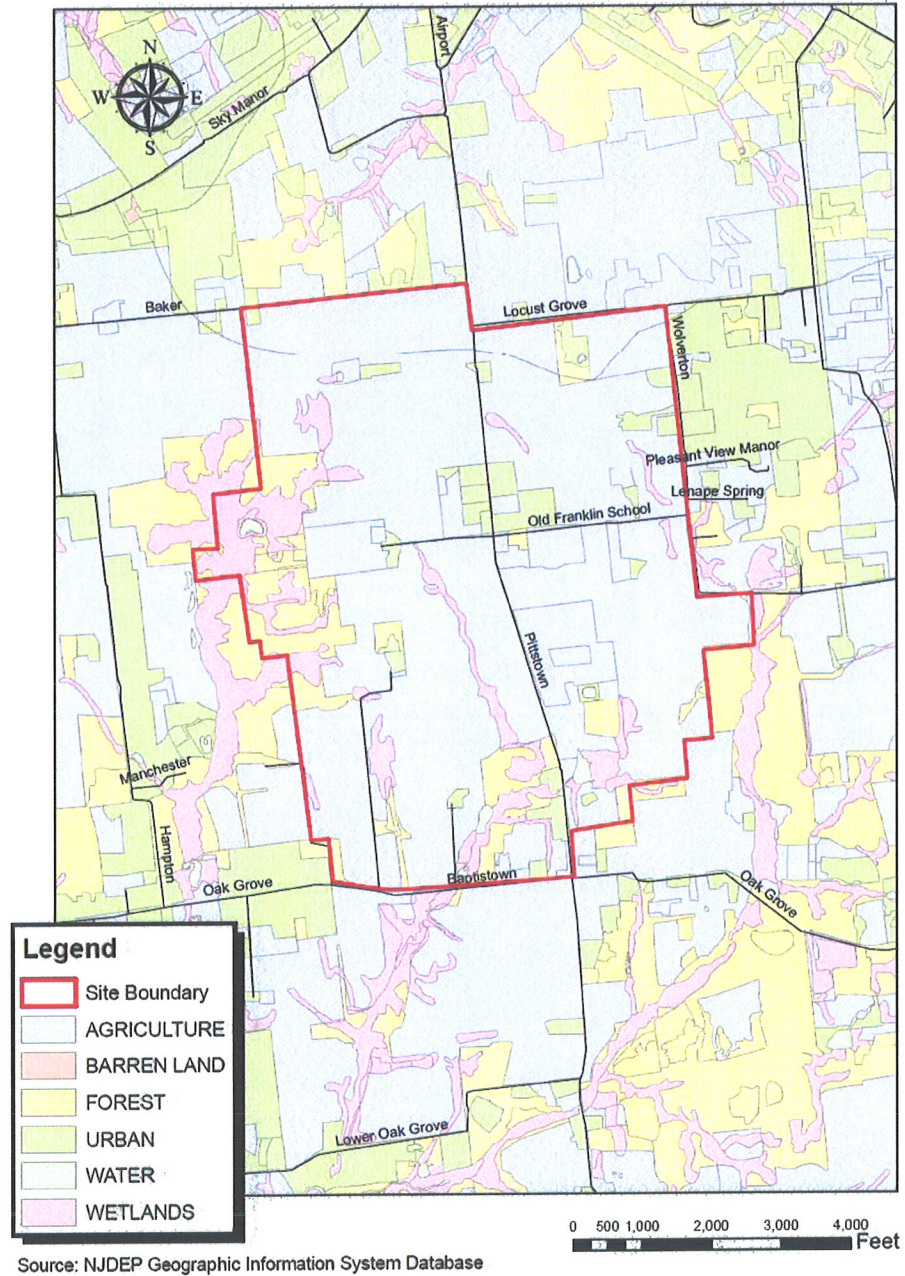 Airport
N
W
E
S
Sky Manor
Baker
Locust Grove
Wolverton
Pleasant View Manor
Lenape Spring
Old Franklin School
Pittstown
Manchester
Hampton
Oak Grove
Baptistown
Oak Grove
Lower Oak Grove
Legend
Site Boundary
AGRICULTURE
BARREN LAND
FOREST
URBAN
WATER
WETLANDS
0 500 1,000 2,000 3,000 4,000
Feet
Source: NJDEP Geographic Information System Database